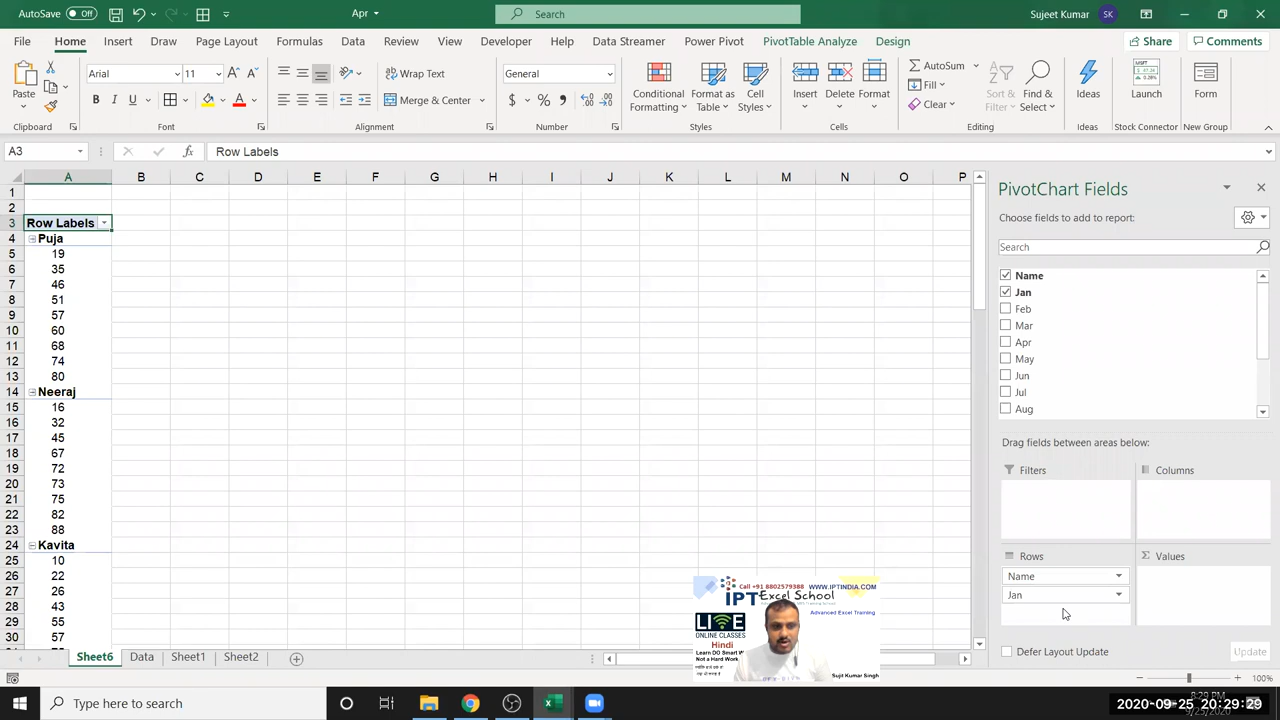 AutoSave Off
Apr
Search
Sujeet Kumar
SK
File Home Insert Draw Page Layout Formulas Data Review View Developer Help Data Streamer Power Pivot PivotTable Analyze Design
Share Comments
Paste
Arial 11
B I U
Wrap Text
Merge & Center
General
$ % ,
Conditional Formatting
Format as Table
Cell Styles
Insert
Delete
Format
AutoSum
Fill
Clear
Sort & Filter
Find & Select
Ideas
Launch
Form
Clipboard Font Alignment Number Styles Cells Editing Ideas Stock Connector New Group
A3 fx Row Labels
A B C D E F G H I J K L M N O P
1
2
3 Row Labels
4 Puja
5 19
6 35
7 46
8 51
9 57
10 60
11 68
12 74
13 80
14 Neeraj
15 16
16 32
17 45
18 67
19 72
20 73
21 75
22 82
23 88
24 Kavita
25 10
26 22
27
28 43
29
30 57
PivotChart Fields
Choose fields to add to report:
Search
Name
Jan
Feb
Mar
Apr
May
Jun
Jul
Aug
Drag fields between areas below:
Filters
Columns
Rows
Values
Name
Jan
Defer Layout Update
Update
Call +91 8802579388 WWW.IPTINDIA.COM
IPT Excel School
Advanced Excel Training
LIVE
ONLINE CLASSES
Hindi
Learn DO Smart W
Not a Hard Work
Sujit Kumar Singh
Sheet6 Data Sheet1 Sheet2
100%
Type here to search
2020-09-25 20:29:29